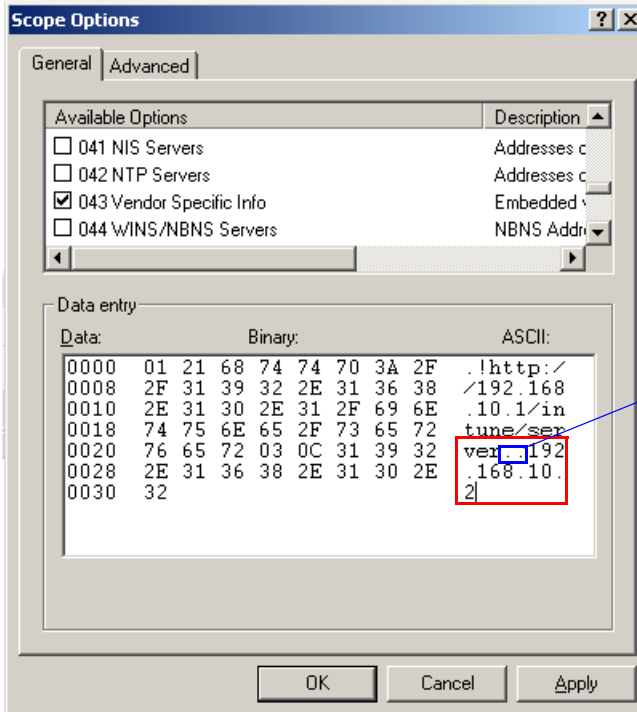 Scope Options
General Advanced
Available Options Description
041 NIS Servers Addresses c
042 NTP Servers Addresses c
043 Vendor Specific Info Embedded v
044 WINS/NBNS Servers NBNS Addr
Data entry
Data: Binary: ASCII:
0000 01 21 68 74 74 70 3A 2F .!http:/
0008 2F 31 39 32 2E 31 36 38 /192.168
0010 2E 31 30 2E 31 2F 69 6E .10.1/in
0018 74 75 6E 65 2F 73 65 72 tune/ser
0020 76 65 72 03 0C 31 39 32 ver..192
0028 2E 31 36 38 2E 31 30 2E .168.10.
0030 32 2
OK Cancel Apply